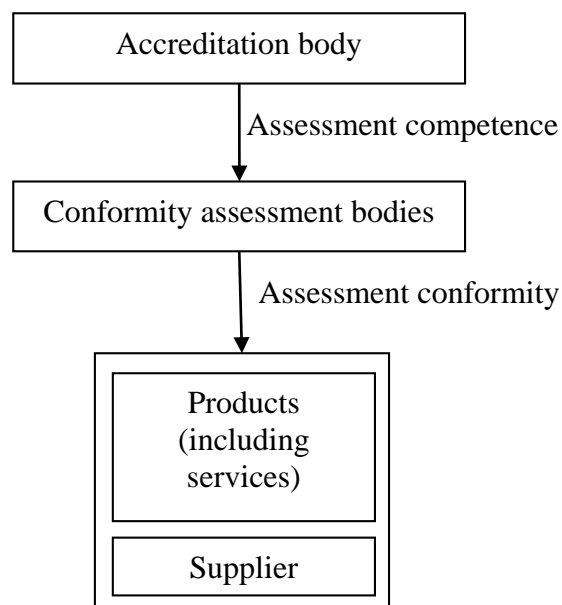 Accreditation body
Assessment competence
Conformity assessment bodies
Assessment conformity
Products
(including
services)
Supplier